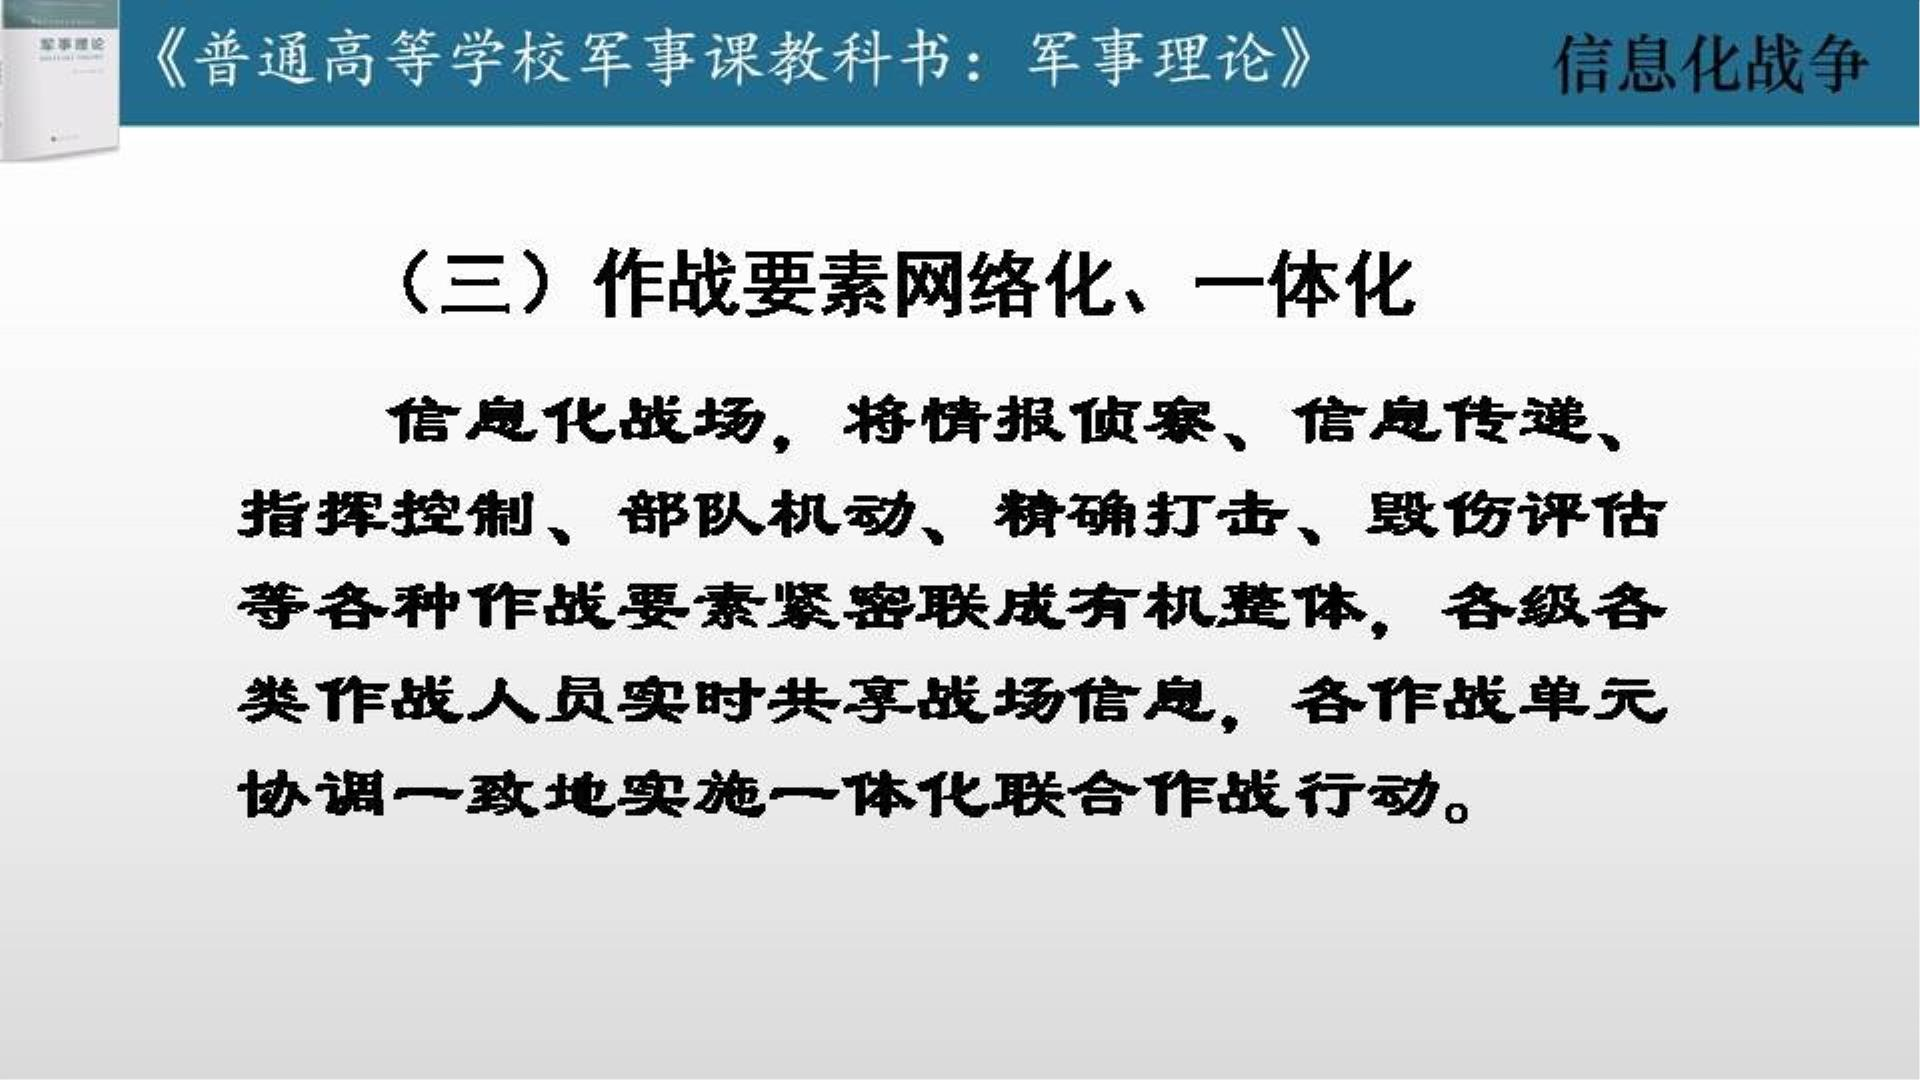 军事理论
《普通高等学校军事课教科书：军事理论》
信息化战争
（三）作战要素网络化、一体化
信息化战场，将情报侦察、信息传递、
指挥控制、部队机动、精确打击、毁伤评估
等各种作战要素紧密联成有机整体，各级各
类作战人员实时共享战场信息，各作战单元
协调一致地实施一体化联合作战行动。